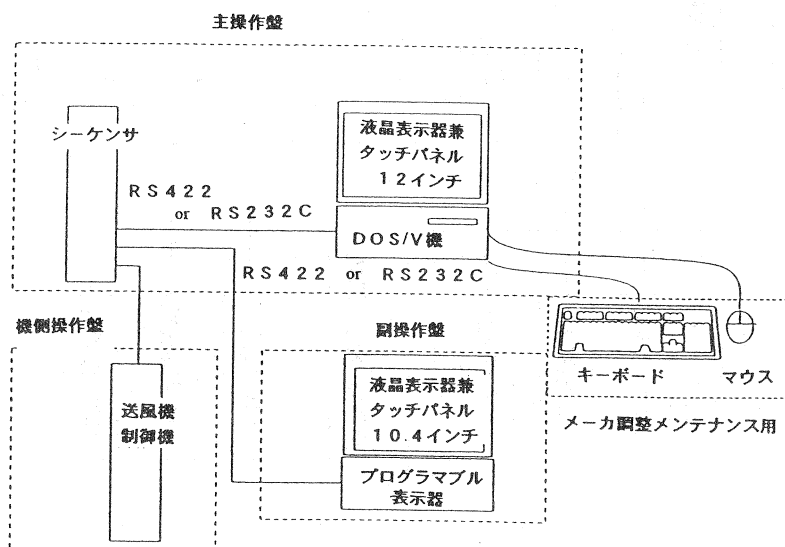 主操作盤
シーケンサ
液晶表示器兼
タッチパネル
12インチ
RS422
or RS232C
DOS/V機
RS422 or RS232C
機側操作盤
副操作盤
キーボード
マウス
送風機
制御機
液晶表示器兼
タッチパネル
10.4インチ
メーカ調整メンテナンス用
プログラマブル
表示器